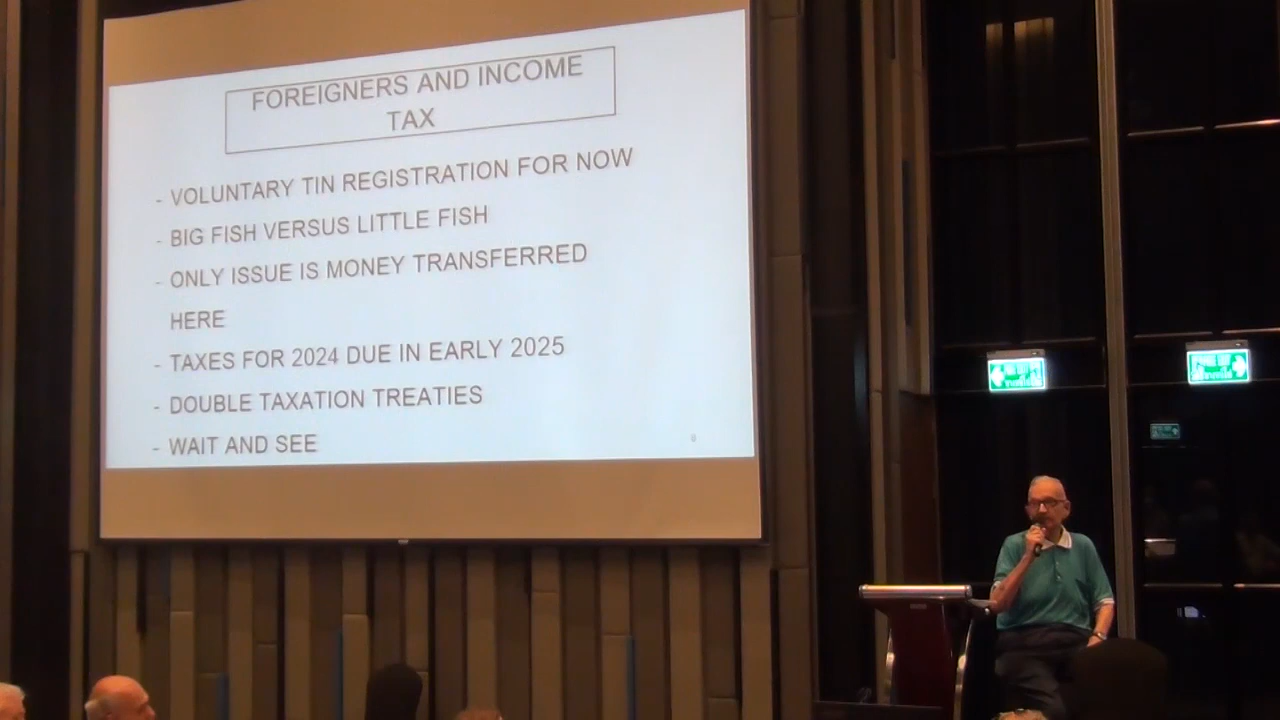 FOREIGNERS AND INCOME
TAX
- VOLUNTARY TIN REGISTRATION FOR NOW
- BIG FISH VERSUS LITTLE FISH
- ONLY ISSUE IS MONEY TRANSFERRED
HERE
- TAXES FOR 2024 DUE IN EARLY 2025
- DOUBLE TAXATION TREATIES
- WAIT AND SEE